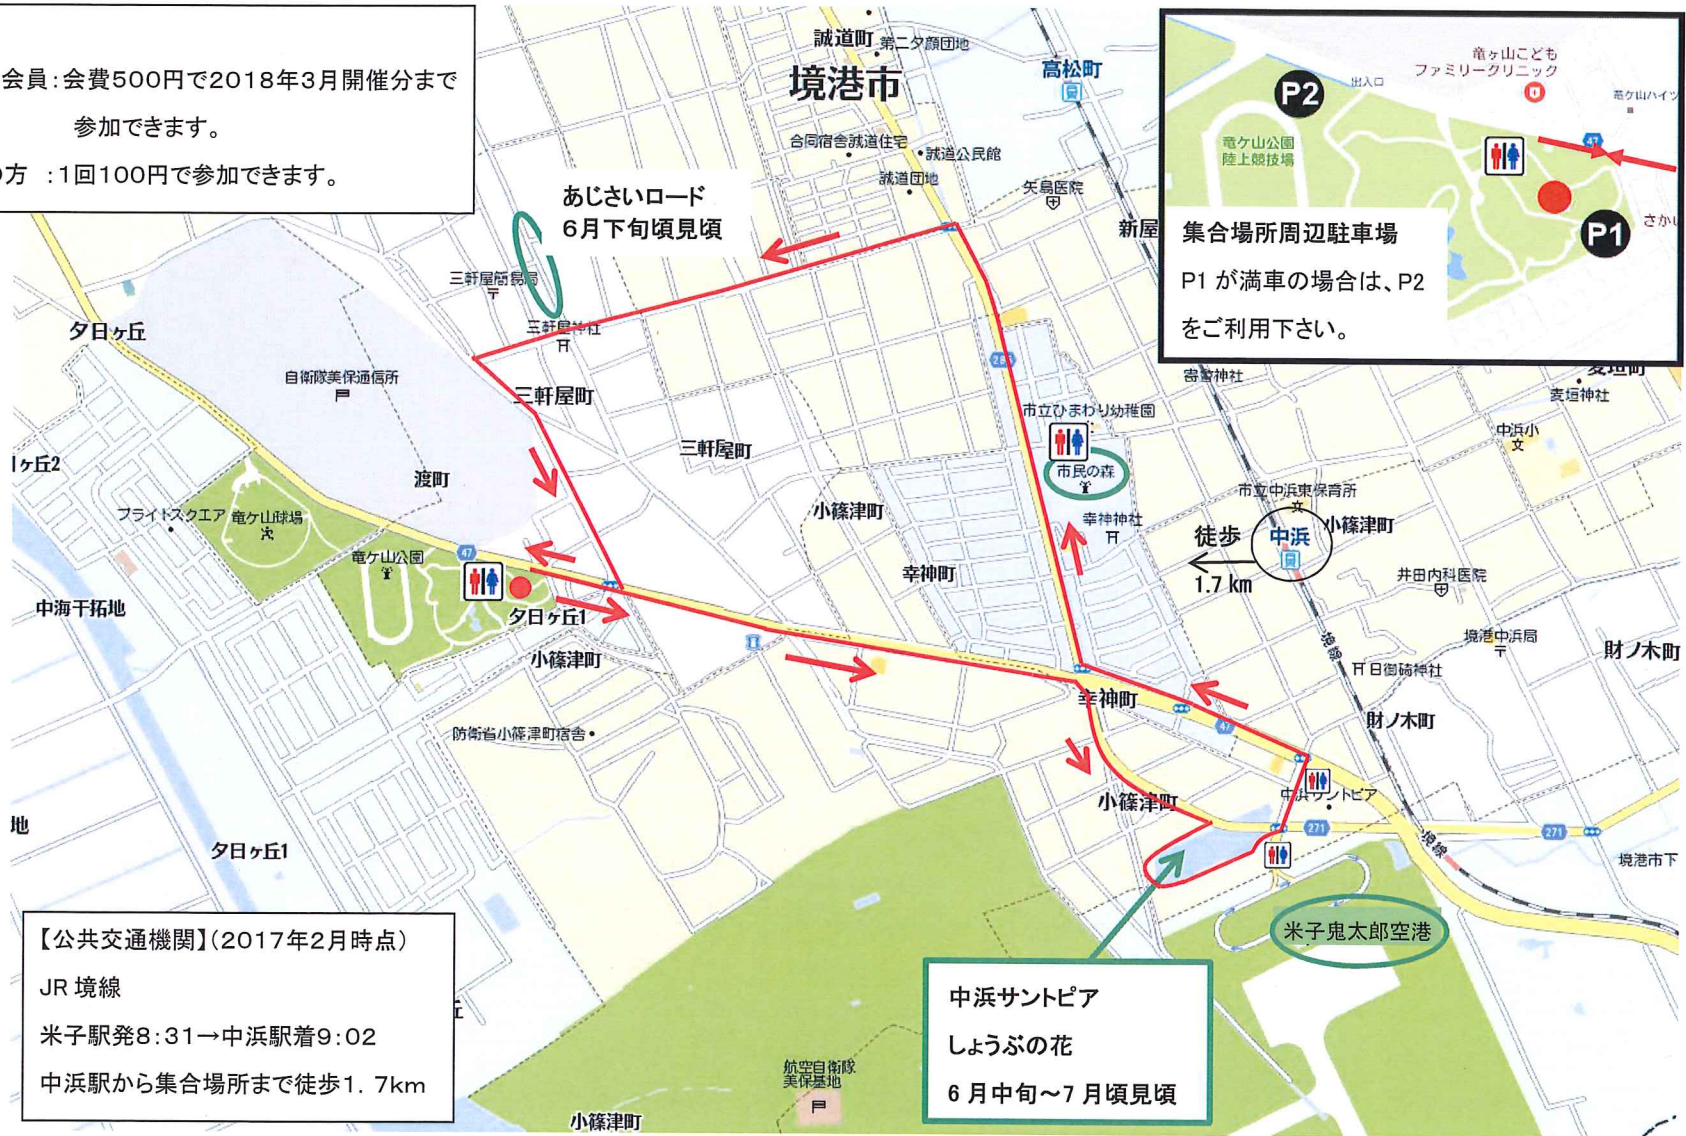 会員：会費500円で2018年3月開催分まで
参加できます。
の方 ：1回100円で参加できます。
誠道町
第二夕顔団地
境港市
高松町
合同宿舎誠道住宅
誠道公民館
誠道団地
矢島医院
新屋
あじさいロード
6月下旬頃見頃
三軒屋簡易局
三軒屋神社
竜ヶ山こども
ファミリークリニック
P2
出入口
竜ケ山ハイツ
竜ケ山公園
陸上競技場
47
さかい
P1
集合場所周辺駐車場
P1 が満車の場合は、P2
をご利用下さい。
夕日ヶ丘
自衛隊美保通信所
三軒屋町
三軒屋町
285
市立ひまわり幼稚園
市民の森
幸神神社
麦垣町
麦垣神社
中浜小
文
ヶ丘2
渡町
竜ケ山球場
竜ケ山公園
47
小篠津町
市立中浜東保育所
小篠津町
徒歩
1.7 km
中浜
井田内科医院
中海干拓地
夕日ヶ丘1
幸神町
境線
境港中浜局
日御碕神社
財ノ木町
財ノ木町
小篠津町
幸神町
47
防衛省小篠津町宿舎
小篠津町
中浜サントピア
271
271
境線
境港市下
地
夕日ヶ丘1
米子鬼太郎空港
【公共交通機関】（2017年2月時点）
JR 境線
米子駅発8：31→中浜駅着9：02
中浜駅から集合場所まで徒歩1．7km
丘
中浜サントピア
しょうぶの花
6 月中旬～7 月頃見頃
航空自衛隊
美保基地
小篠津町